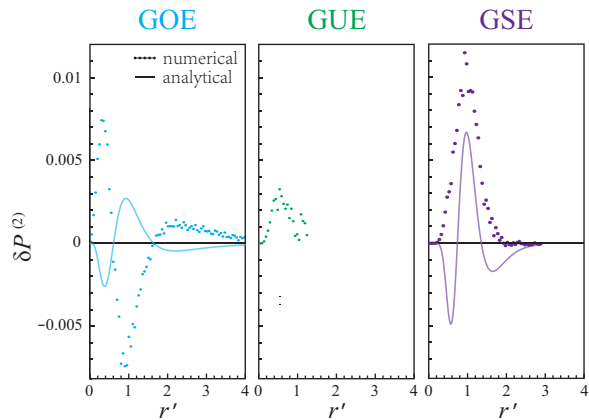 GOE GUE GSE
numerical
analytical
0.01
0.005
0
−0.005
δP(2)
0 1 2 3 4 0 1 2 3 4 0 1 2 3 4
r′ r′ r′